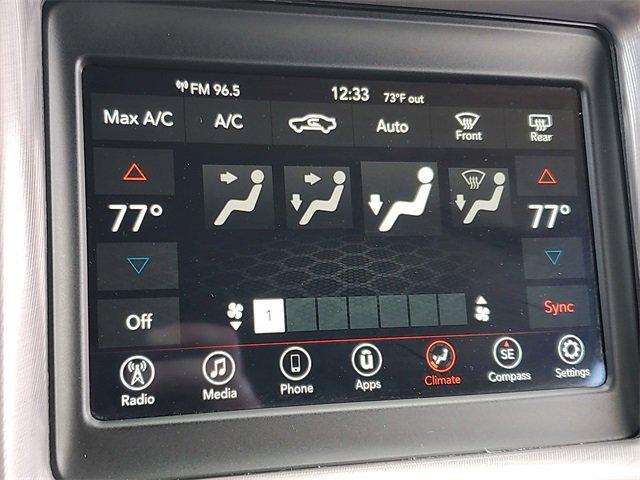 FM 96.5 12:33 73°F out
Max A/C A/C Auto Front Rear
77° 77°
Off 1 Sync
Radio Media Phone Apps Climate SE Compass Settings